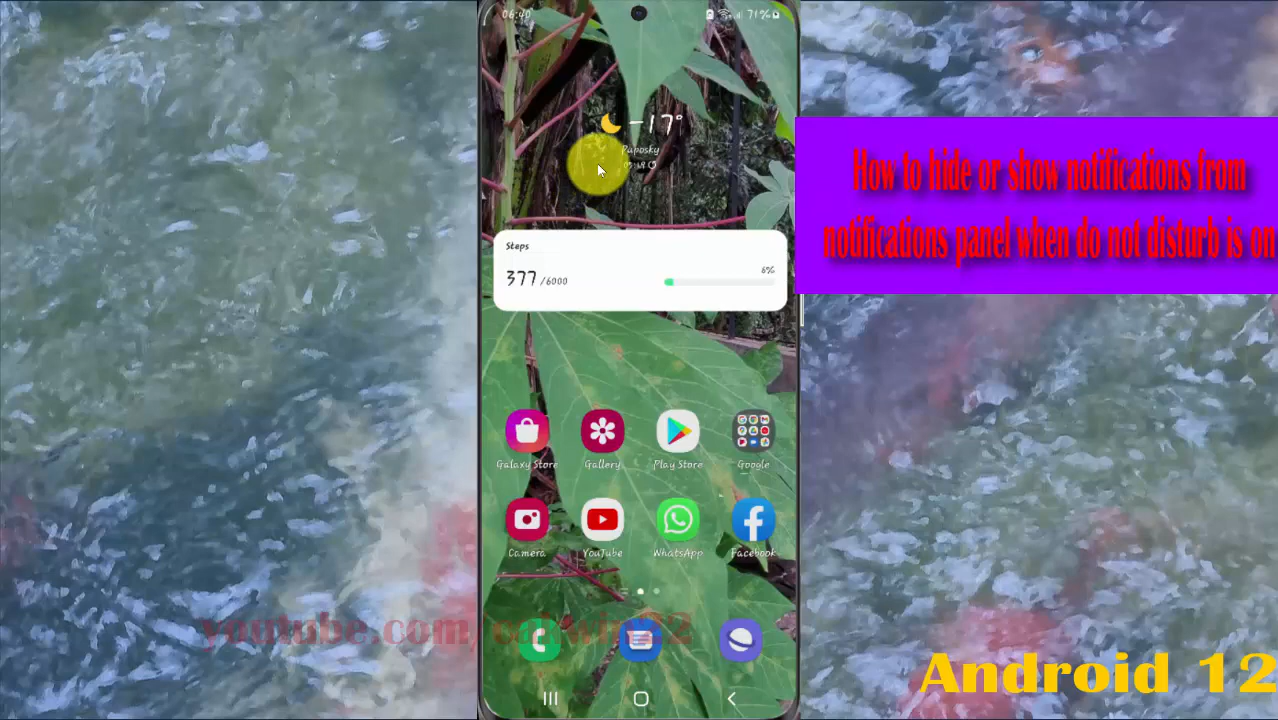 06:40
71%
-17°
Paposky
Steps
377 /6000
6%
Galaxy Store
Gallery
Play Store
Google
Camera
YouTube
WhatsApp
Facebook
How to hide or show notifications from
notifications panel when do not disturb is on
Android 12